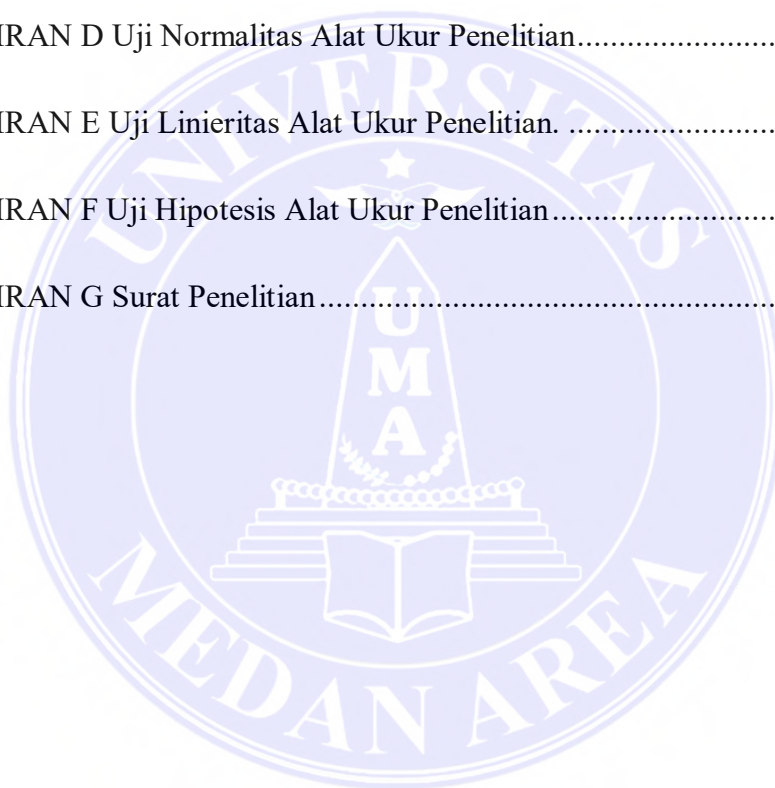 IRAN D Uji Normalitas Alat Ukur Penelitian........................
IRAN E Uji Linieritas Alat Ukur Penelitian. .........................
IRAN F Uji Hipotesis Alat Ukur Penelitian...........................
IRAN G Surat Penelitian.......................................................
UNIVERSITAS
U
M
A
MEDAN AREA